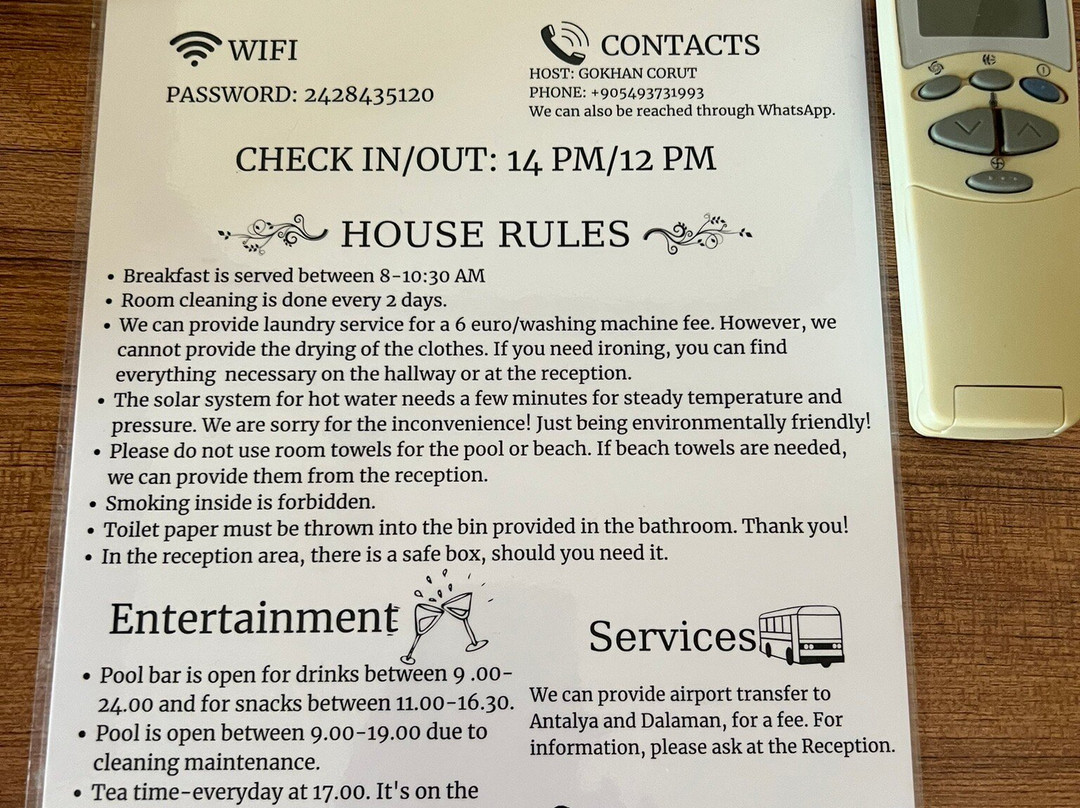 WIFI
PASSWORD: 2428435120
CONTACTS
HOST: GOKHAN CORUT
PHONE: +905493731993
We can also be reached through WhatsApp.
CHECK IN/OUT: 14 PM/12 PM
HOUSE RULES
• Breakfast is served between 8-10:30 AM
• Room cleaning is done every 2 days.
• We can provide laundry service for a 6 euro/washing machine fee. However, we
cannot provide the drying of the clothes. If you need ironing, you can find
everything necessary on the hallway or at the reception.
• The solar system for hot water needs a few minutes for steady temperature and
pressure. We are sorry for the inconvenience! Just being environmentally friendly!
• Please do not use room towels for the pool or beach. If beach towels are needed,
we can provide them from the reception.
• Smoking inside is forbidden.
• Toilet paper must be thrown into the bin provided in the bathroom. Thank you!
• In the reception area, there is a safe box, should you need it.
Entertainment
• Pool bar is open for drinks between 9 .00-
24.00 and for snacks between 11.00-16.30.
• Pool is open between 9.00-19.00 due to
cleaning maintenance.
• Tea time-everyday at 17.00. It's on the
Services
We can provide airport transfer to
Antalya and Dalaman, for a fee. For
information, please ask at the Reception.